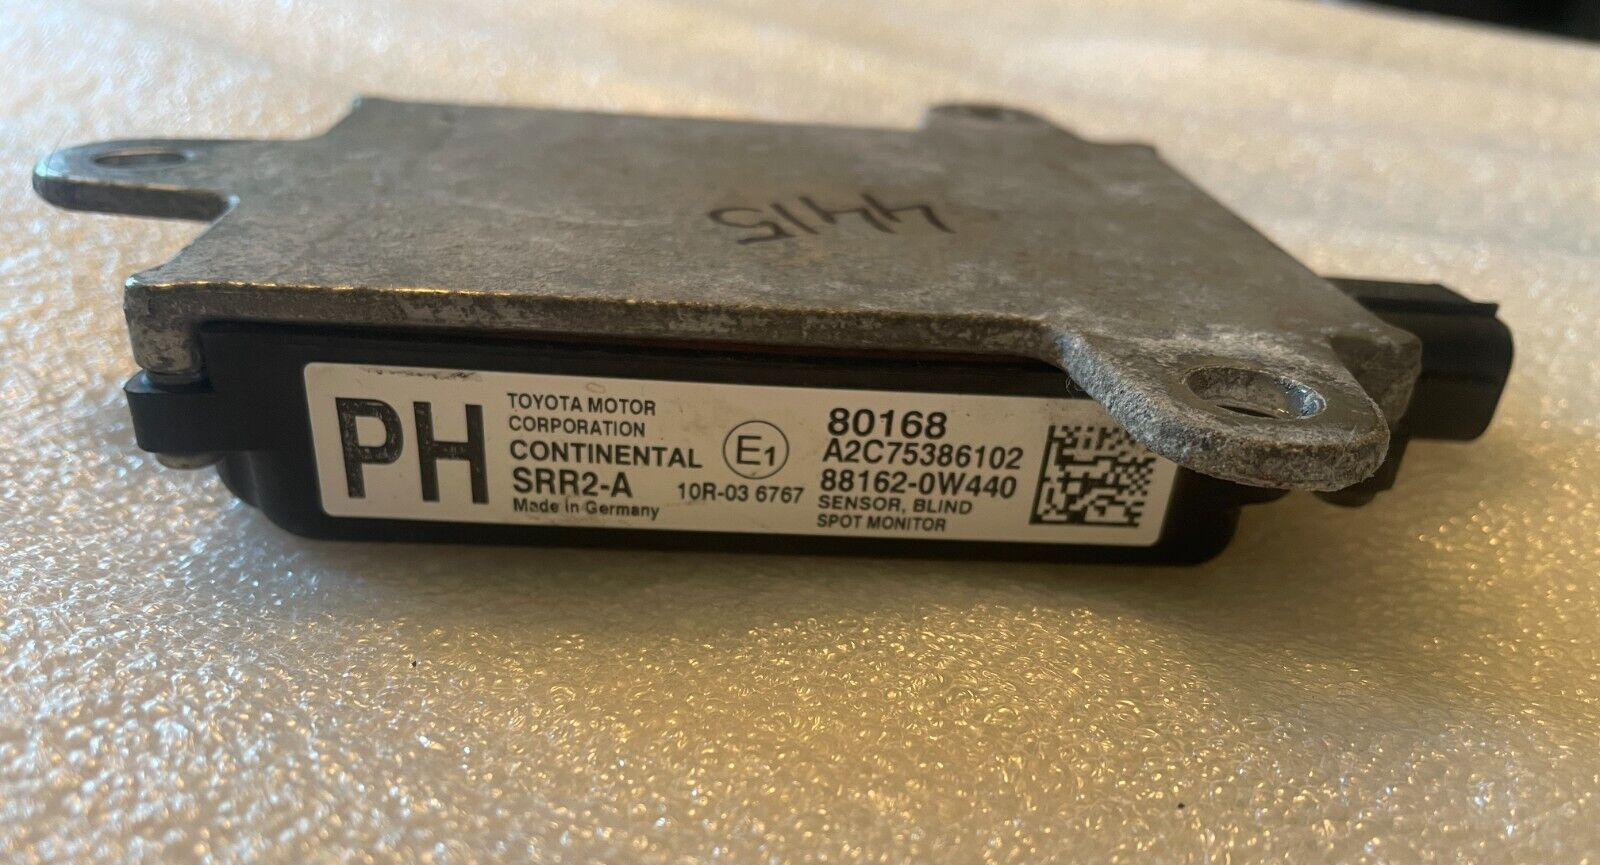 4415
PH
TOYOTA MOTOR
CORPORATION
CONTINENTAL
SRR2-A
Made in Germany
E1
10R-03 6767
80168
A2C75386102
88162-0W440
SENSOR, BLIND
SPOT MONITOR